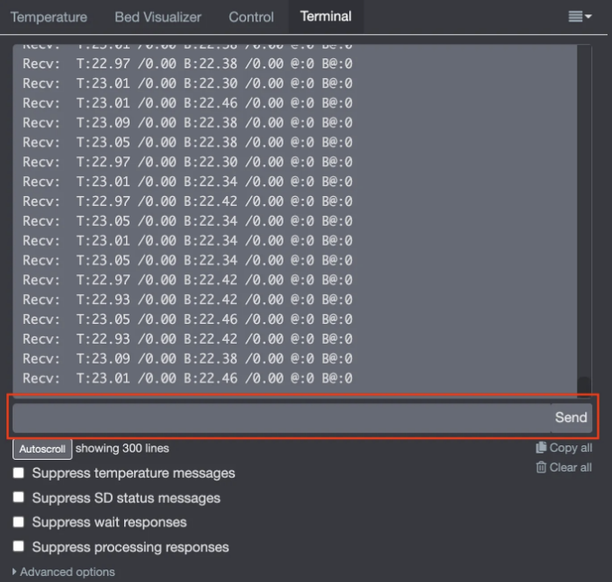 Temperature Bed Visualizer Control Terminal
Recv: T:23.01 /0.00 B:22.38 /0.00 @:0 B@:0
Recv: T:22.97 /0.00 B:22.38 /0.00 @:0 B@:0
Recv: T:23.01 /0.00 B:22.30 /0.00 @:0 B@:0
Recv: T:23.01 /0.00 B:22.46 /0.00 @:0 B@:0
Recv: T:23.09 /0.00 B:22.38 /0.00 @:0 B@:0
Recv: T:23.05 /0.00 B:22.38 /0.00 @:0 B@:0
Recv: T:22.97 /0.00 B:22.30 /0.00 @:0 B@:0
Recv: T:23.01 /0.00 B:22.34 /0.00 @:0 B@:0
Recv: T:22.97 /0.00 B:22.42 /0.00 @:0 B@:0
Recv: T:23.05 /0.00 B:22.34 /0.00 @:0 B@:0
Recv: T:23.01 /0.00 B:22.34 /0.00 @:0 B@:0
Recv: T:23.05 /0.00 B:22.34 /0.00 @:0 B@:0
Recv: T:22.97 /0.00 B:22.42 /0.00 @:0 B@:0
Recv: T:22.93 /0.00 B:22.42 /0.00 @:0 B@:0
Recv: T:23.05 /0.00 B:22.46 /0.00 @:0 B@:0
Recv: T:22.93 /0.00 B:22.42 /0.00 @:0 B@:0
Recv: T:23.09 /0.00 B:22.38 /0.00 @:0 B@:0
Recv: T:23.01 /0.00 B:22.46 /0.00 @:0 B@:0
Send
Autoscroll showing 300 lines Copy all
Clear all
Suppress temperature messages
Suppress SD status messages
Suppress wait responses
Suppress processing responses
Advanced options